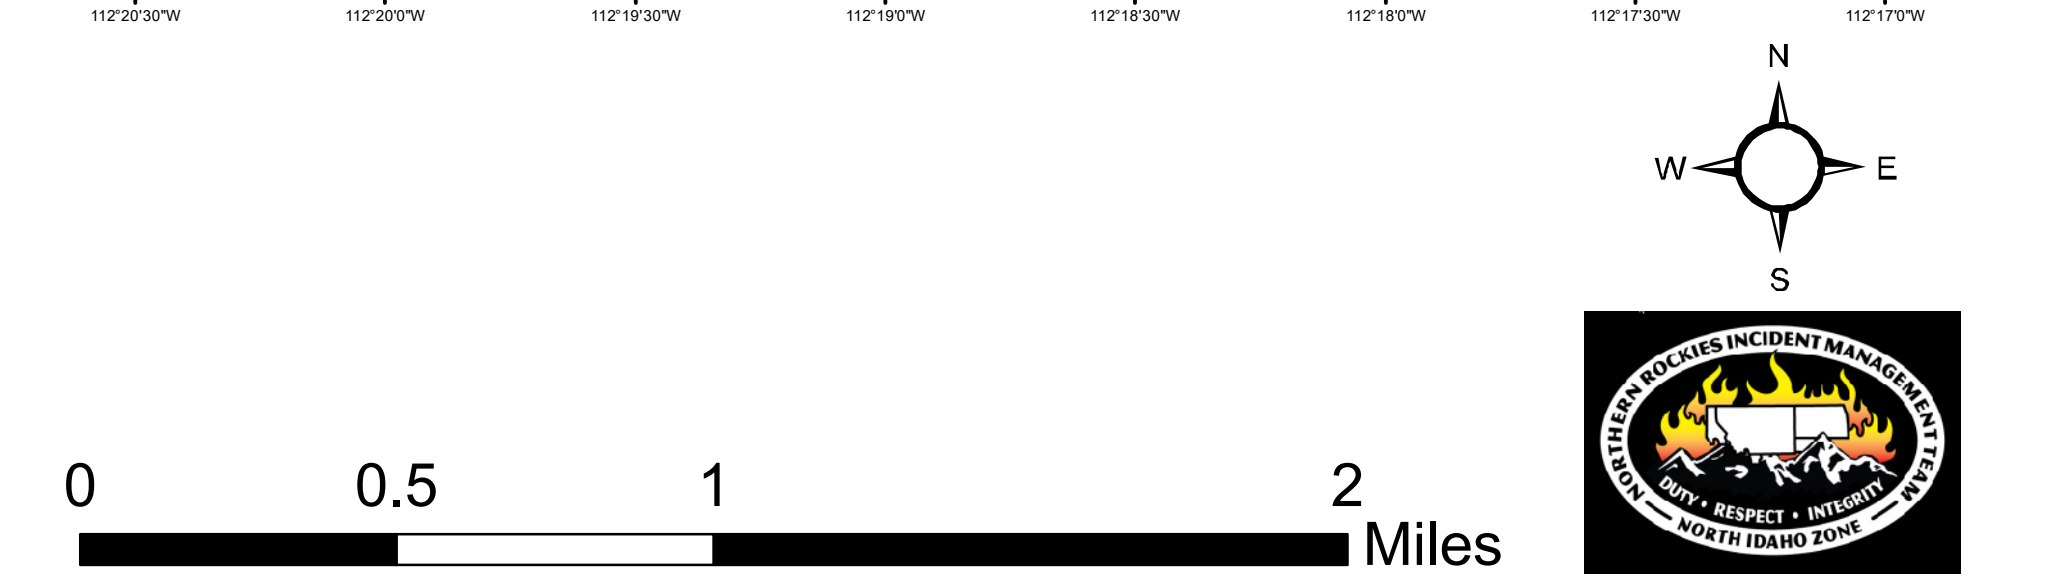 112°20'30"W 112°20'0"W 112°19'30"W 112°19'0"W 112°18'30"W 112°18'0"W 112°17'30"W 112°17'0"W
N
W E
S
NORTHERN ROCKIES INCIDENT MANAGEMENT TEAM
DUTY • RESPECT • INTEGRITY
NORTH IDAHO ZONE
0 0.5 1 2
Miles